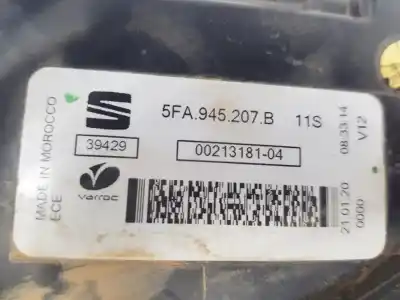 5FA.945.207.B 11S
39429
00213181-04
varroc
MADE IN MOROCCO
ECE
08:33:14 V12
21.01.20 0000